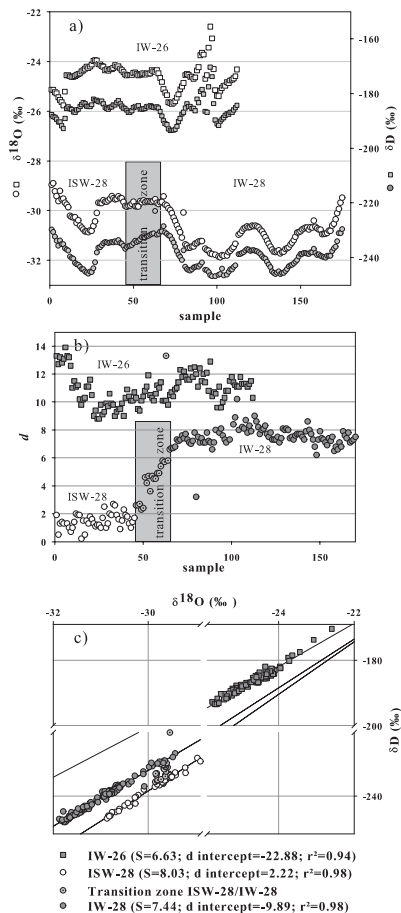 a)
IW-26
ISW-28
IW-28
transition
zone
δ18O (‰)
δD (‰)
-22
-24
-26
-28
-30
-32
-160
-180
-200
-220
-240
0
50
100
150
sample
b)
IW-26
ISW-28
IW-28
transition
zone
d
14
12
10
8
6
4
2
0
0
50
100
150
sample
δ18O (‰)
-32
-30
-24
-22
c)
-180
-200
-240
δD (‰)
IW-26 (S=6.63; d intercept=-22.88; r²=0.94)
ISW-28 (S=8.03; d intercept=2.22; r²=0.98)
Transition zone ISW-28/IW-28
IW-28 (S=7.44; d intercept=-9.89; r²=0.98)